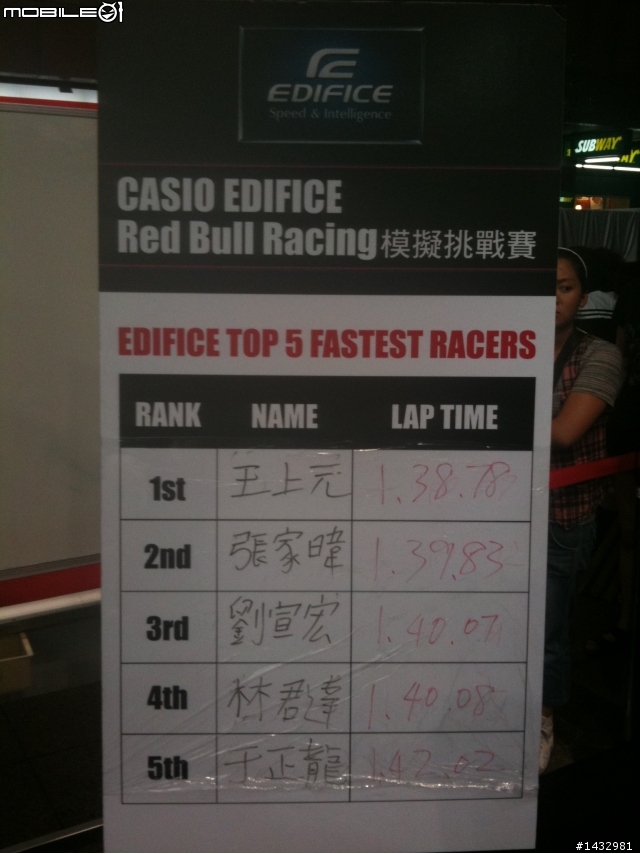 MOBILE01
EDIFICE
Speed & Intelligence
SUBWAY
CASIO EDIFICE
Red Bull Racing模擬挑戰賽
EDIFICE TOP 5 FASTEST RACERS
RANK NAME LAP TIME
1st 王上元 1.38.78
2nd 張家暐 1.39.83
3rd 劉宣宏 1.40.07
4th 林君達 1.40.08
5th 于正龍 1.42.02
#1432981